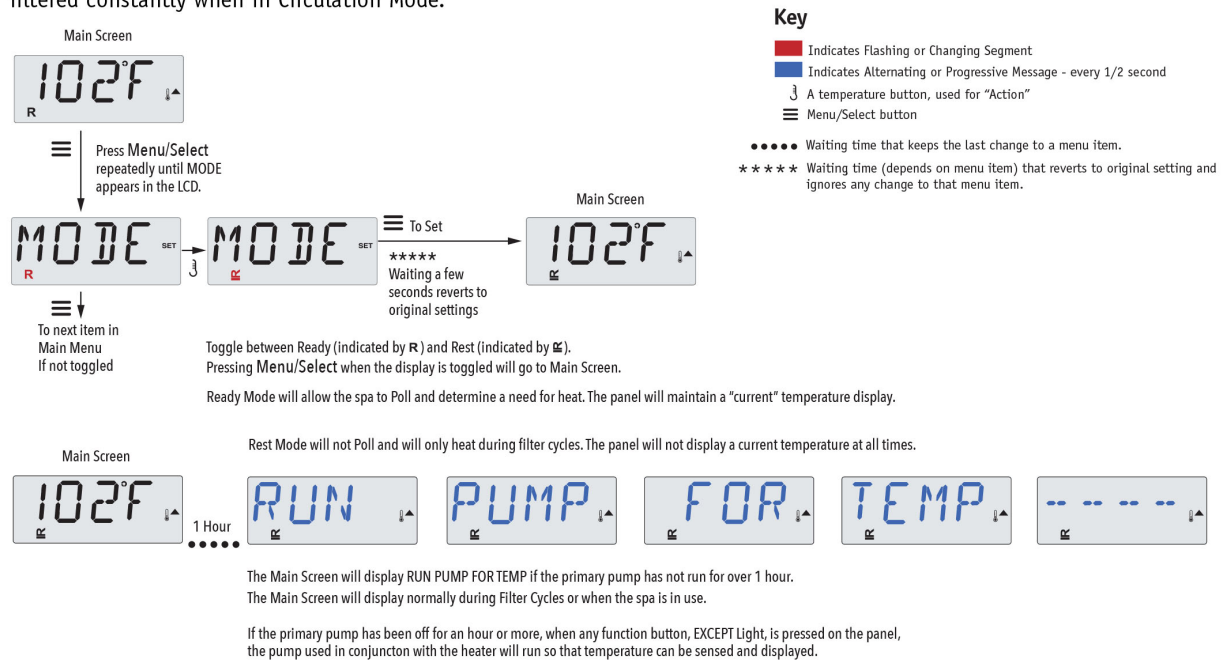 filtered constantly when in Circulation Mode.
Key
Indicates Flashing or Changing Segment
Indicates Alternating or Progressive Message - every 1/2 second
A temperature button, used for “Action”
Menu/Select button
••••• Waiting time that keeps the last change to a menu item.
***** Waiting time (depends on menu item) that reverts to original setting and
ignores any change to that menu item.
Main Screen
102°F
R
Press Menu/Select
repeatedly until MODE
appears in the LCD.
MODE SET
R
MODE SET
R
To Set
*****
Waiting a few
seconds reverts to
original settings
Main Screen
102°F
R
To next item in
Main Menu
If not toggled
Toggle between Ready (indicated by R) and Rest (indicated by R).
Pressing Menu/Select when the display is toggled will go to Main Screen.
Ready Mode will allow the spa to Poll and determine a need for heat. The panel will maintain a “current” temperature display.
Rest Mode will not Poll and will only heat during filter cycles. The panel will not display a current temperature at all times.
Main Screen
102°F
R
1 Hour
•••••
RUN
R
PUMP
R
FOR
R
TEMP
R
-- -- -- --
R
The Main Screen will display RUN PUMP FOR TEMP if the primary pump has not run for over 1 hour.
The Main Screen will display normally during Filter Cycles or when the spa is in use.
If the primary pump has been off for an hour or more, when any function button, EXCEPT Light, is pressed on the panel,
the pump used in conjuncton with the heater will run so that temperature can be sensed and displayed.